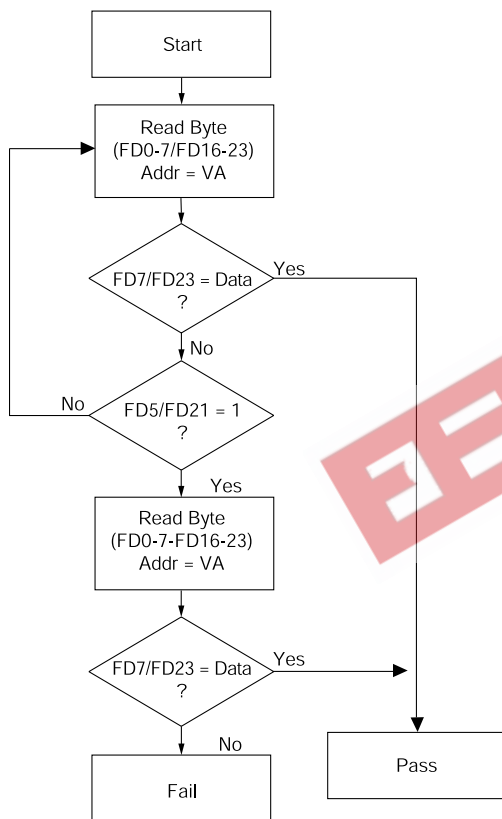 Start
Read Byte
(FD0-7/FD16-23)
Addr = VA
FD7/FD23 = Data
?
Yes
No
FD5/FD21 = 1
?
No
Yes
Read Byte
(FD0-7-FD16-23)
Addr = VA
FD7/FD23 = Data
?
Yes
No
Fail
Pass